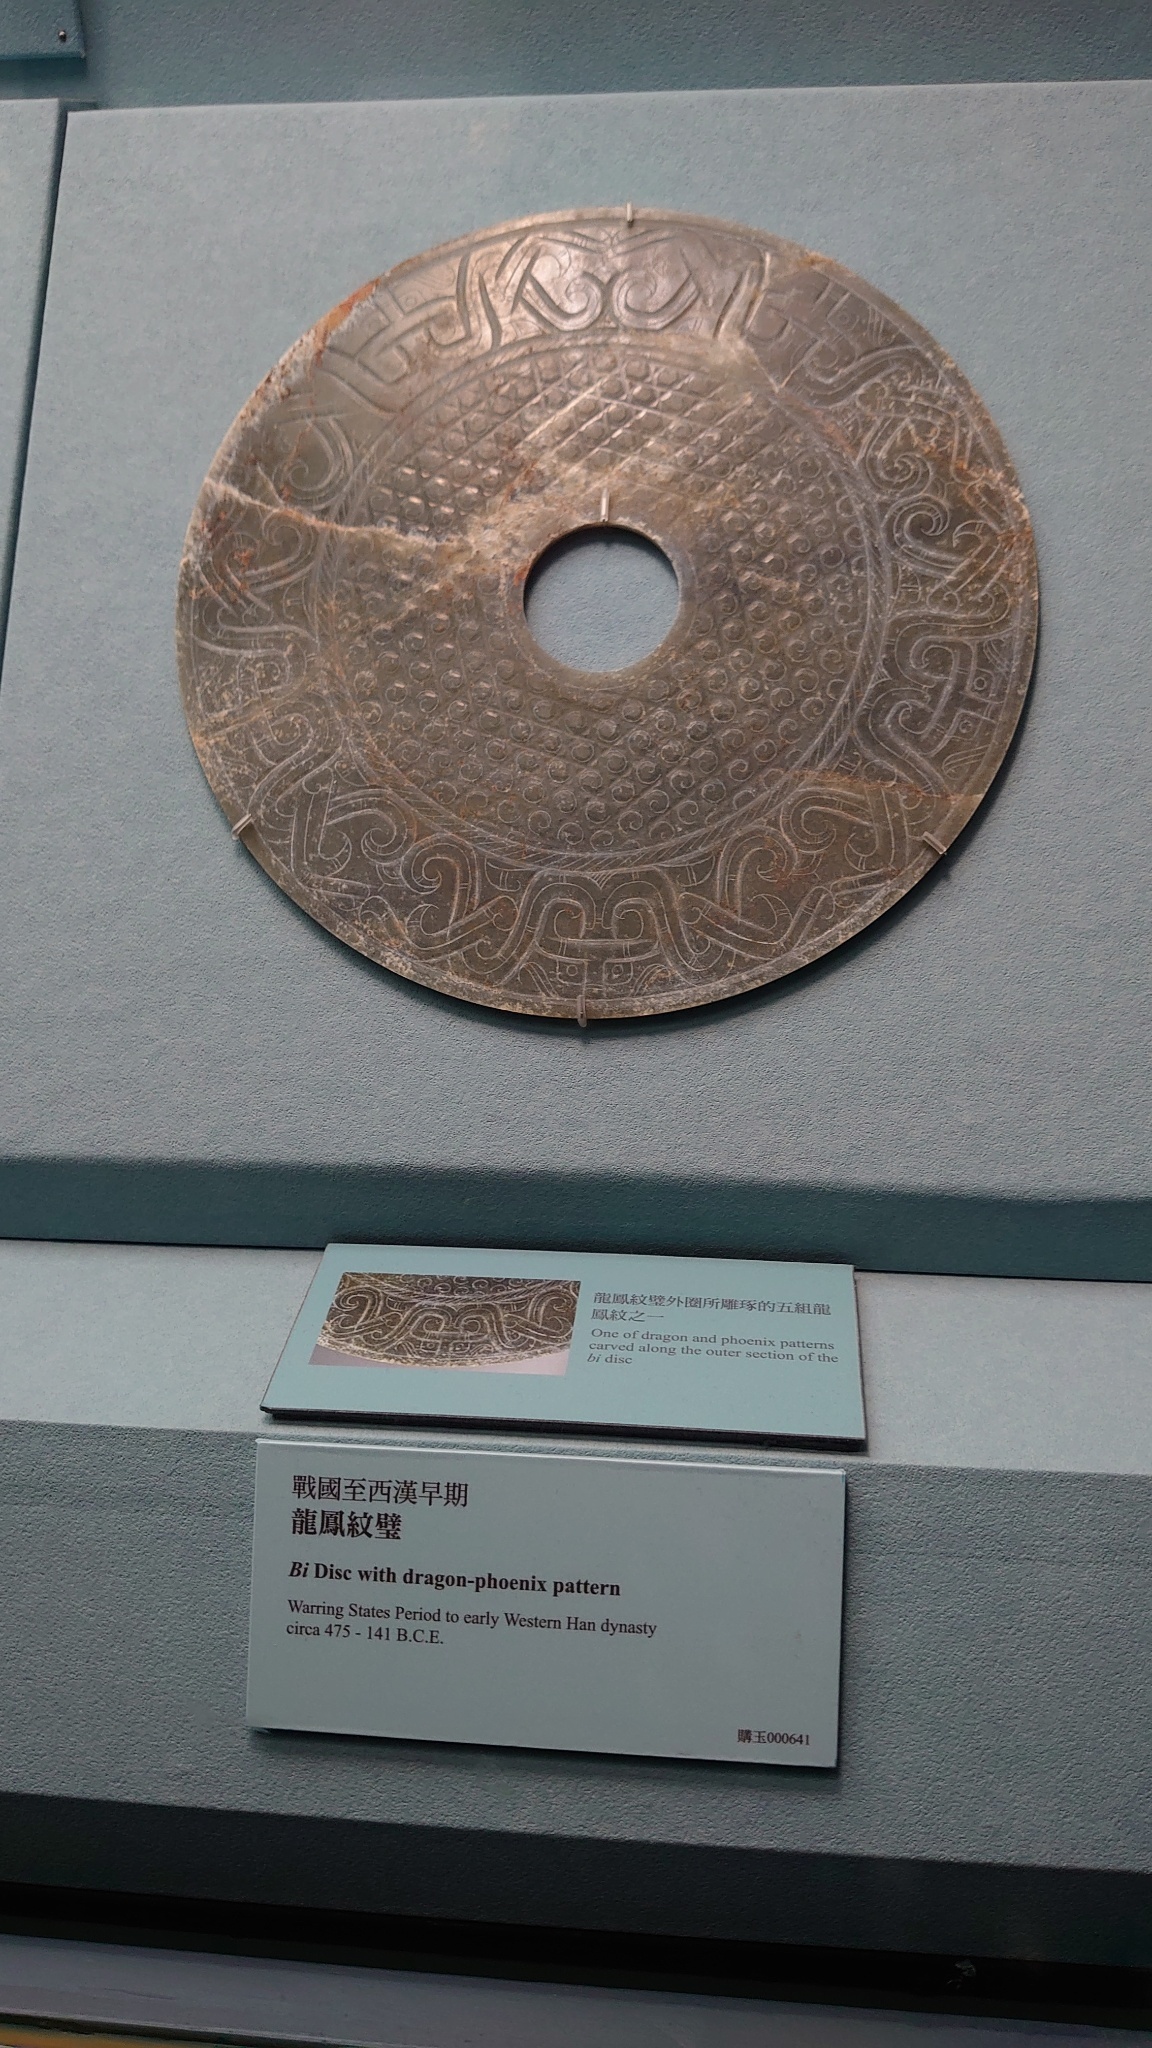 龍鳳紋璧外圈所雕琢的五組龍
鳳紋之一
One of dragon and phoenix patterns
carved along the outer section of the
bi disc
戰國至西漢早期
龍鳳紋璧
Bi Disc with dragon-phoenix pattern
Warring States Period to early Western Han dynasty
circa 475 - 141 B.C.E.
購玉000641